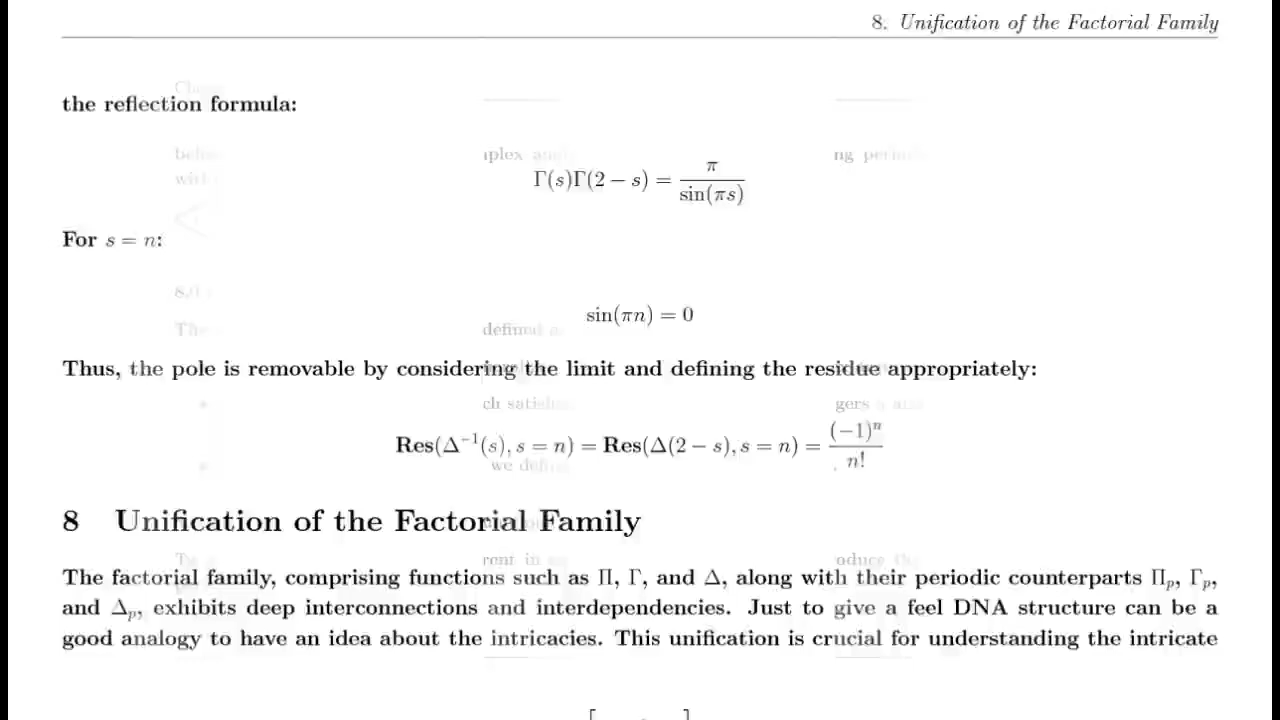 8. Unification of the Factorial Family
the reflection formula:
Γ(s)Γ(2 − s) = π / sin(πs)
For s = n:
sin(πn) = 0
Thus, the pole is removable by considering the limit and defining the residue appropriately:
Res(Δ⁻¹(s), s = n) = Res(Δ(2 − s), s = n) = (−1)ⁿ / n!
8 Unification of the Factorial Family
The factorial family, comprising functions such as Π, Γ, and Δ, along with their periodic counterparts Πₚ, Γₚ,
and Δₚ, exhibits deep interconnections and interdependencies. Just to give a feel DNA structure can be a
good analogy to have an idea about the intricacies. This unification is crucial for understanding the intricate